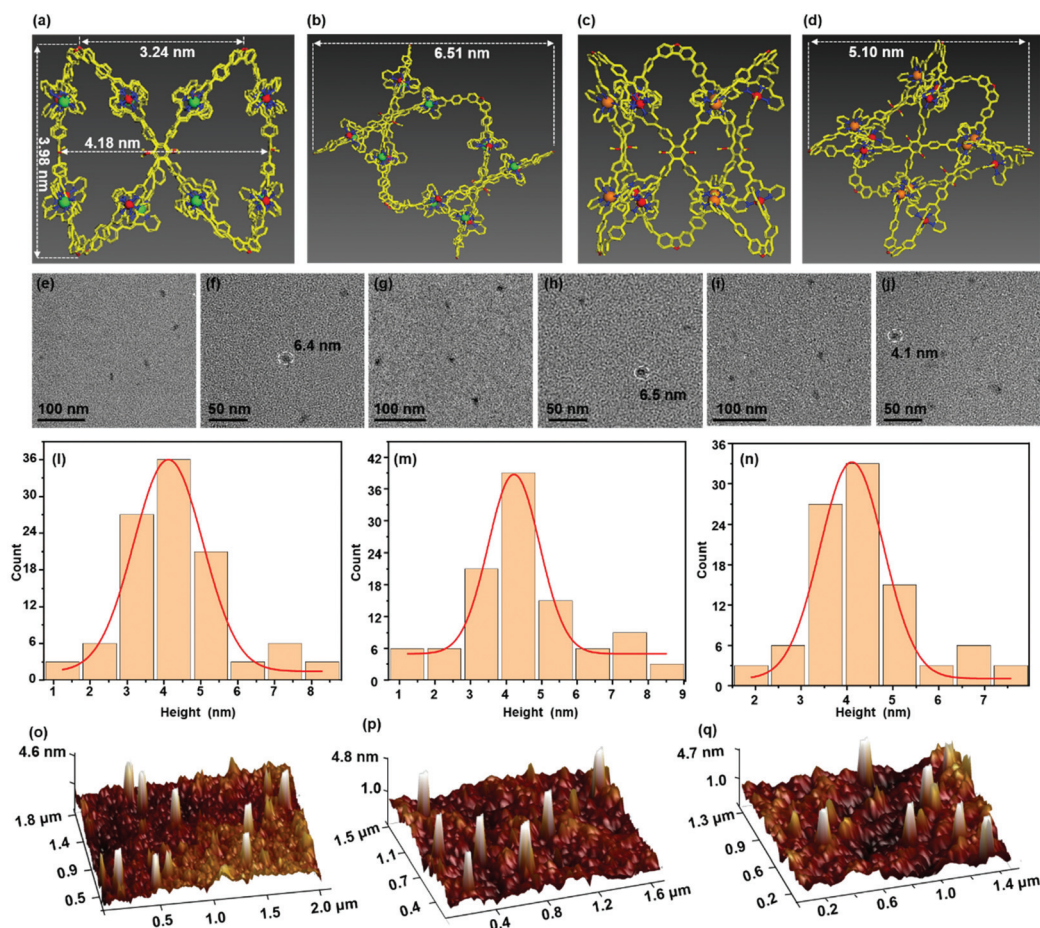 (a)
3.24 nm
3.98 nm
4.18 nm
(b)
6.51 nm
(c)
(d)
5.10 nm
(e)
100 nm
(f)
6.4 nm
50 nm
(g)
100 nm
(h)
6.5 nm
50 nm
(i)
100 nm
(j)
4.1 nm
50 nm
(l)
36
30
24
18
12
6
0
Count
1 2 3 4 5 6 7 8
Height (nm)
(m)
42
36
30
24
18
12
6
0
Count
1 2 3 4 5 6 7 8 9
Height (nm)
(n)
36
30
24
18
12
6
0
Count
2 3 4 5 6 7
Height (nm)
(o)
4.6 nm
1.8 µm
1.4
0.9
0.5
0.5 1.0 1.5 2.0 µm
(p)
4.8 nm
1.0
1.5 µm
1.1
0.7
0.4
0.4 0.8 1.2 1.6 µm
(q)
4.7 nm
1.0
1.3 µm
0.9
0.6
0.2
0.2 0.6 1.0 1.4 µm